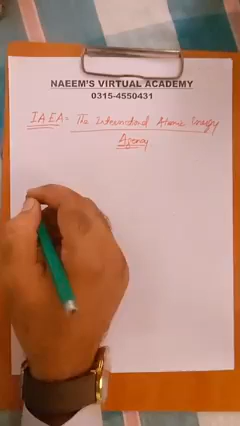 NAEEM'S VIRTUAL ACADEMY
0315-4550431
IAEA = The International Atomic Energy
Agency